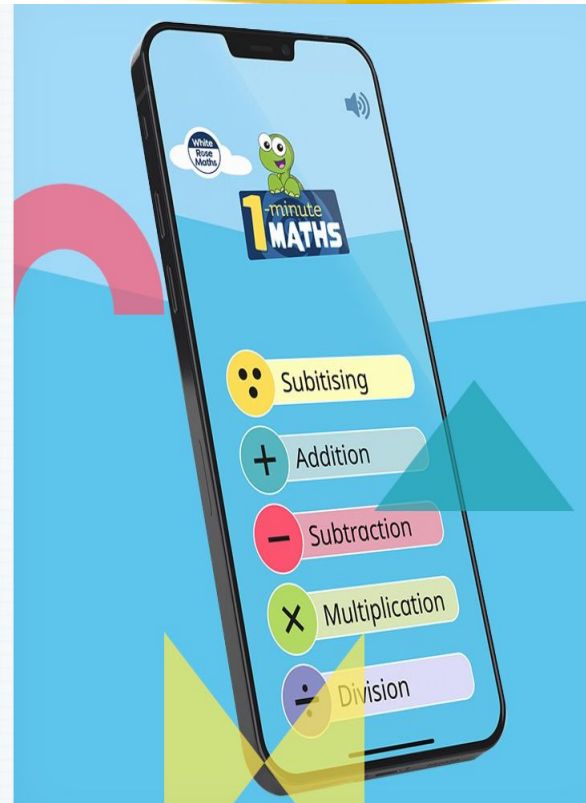 White
Rose
Maths
1-minute
MATHS
Subitising
+ Addition
− Subtraction
× Multiplication
÷ Division